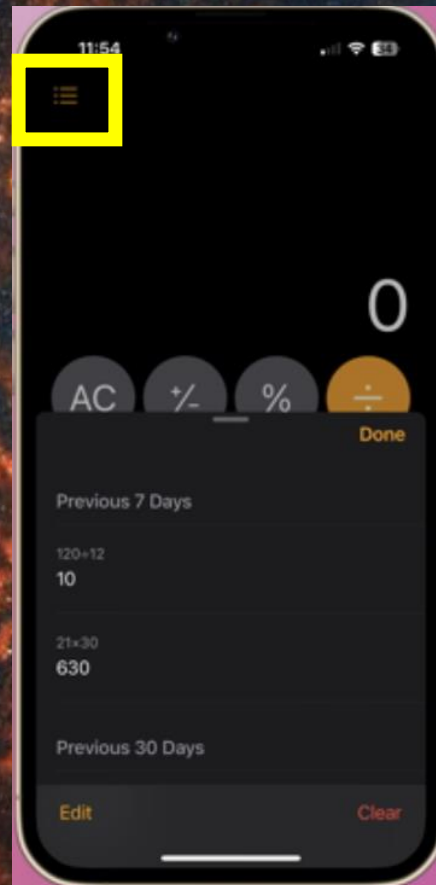 11:54
34
0
AC +/− % ÷
Done
Previous 7 Days
120÷12
10
21×30
630
Previous 30 Days
Edit Clear